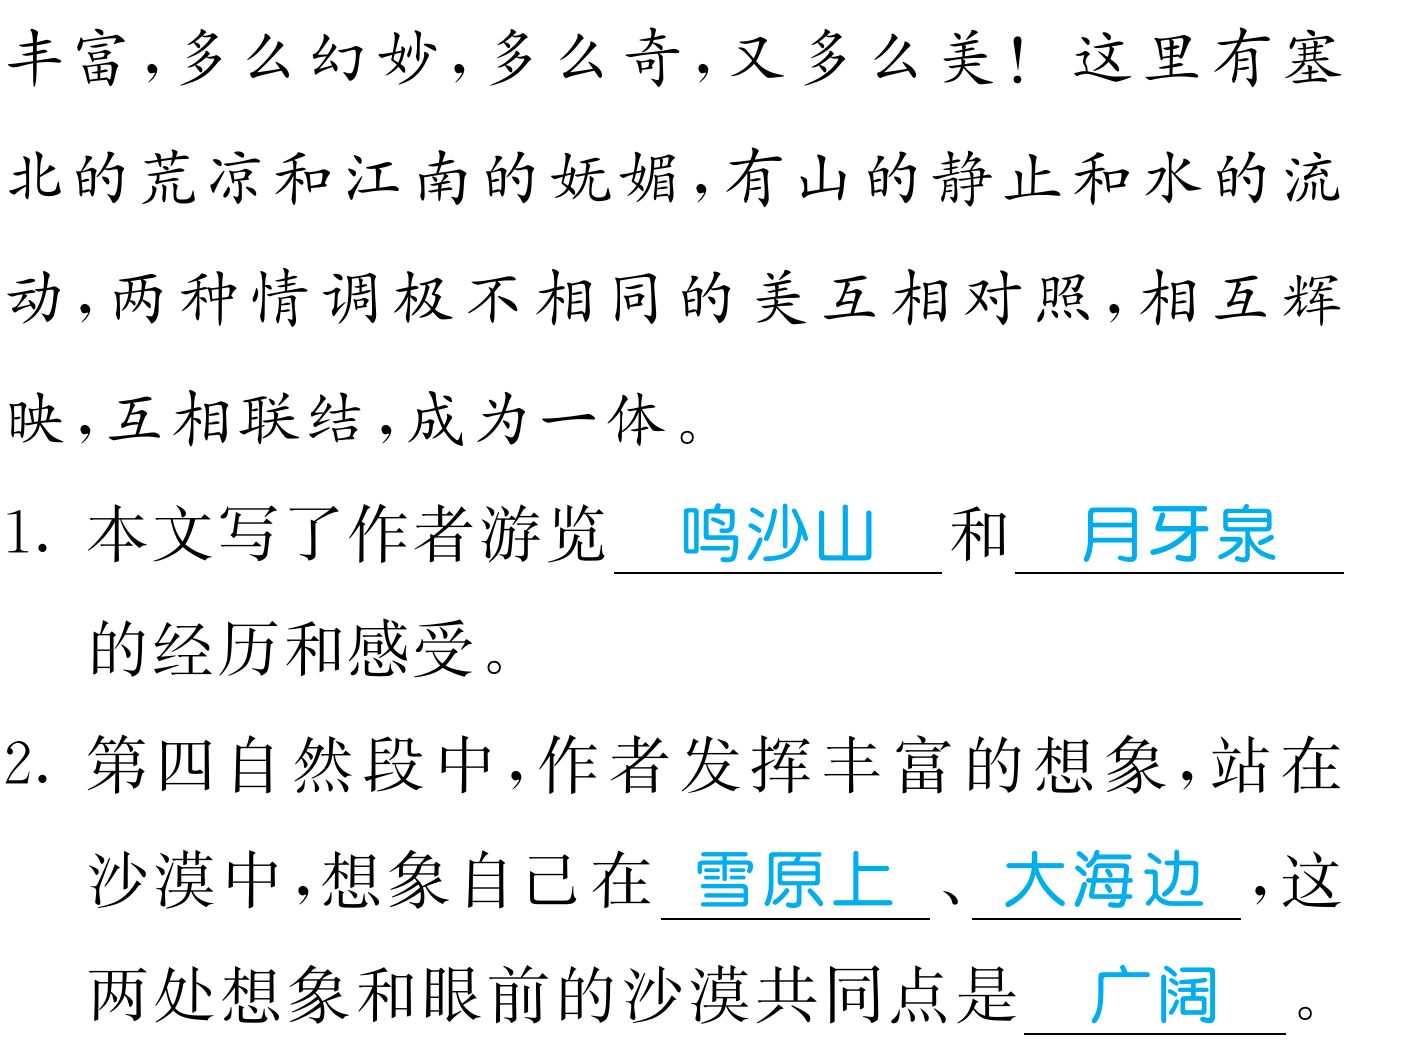 丰富,多么幻妙,多么奇,又多么美! 这里有塞
北的荒凉和江南的妩媚,有山的静止和水的流
动,两种情调极不相同的美互相对照,相互辉
映,互相联结,成为一体。
1. 本文写了作者游览 鸣沙山 和 月牙泉
的经历和感受。
2. 第四自然段中,作者发挥丰富的想象,站在
沙漠中,想象自己在 雪原上 、 大海边 ,这
两处想象和眼前的沙漠共同点是 广阔 。